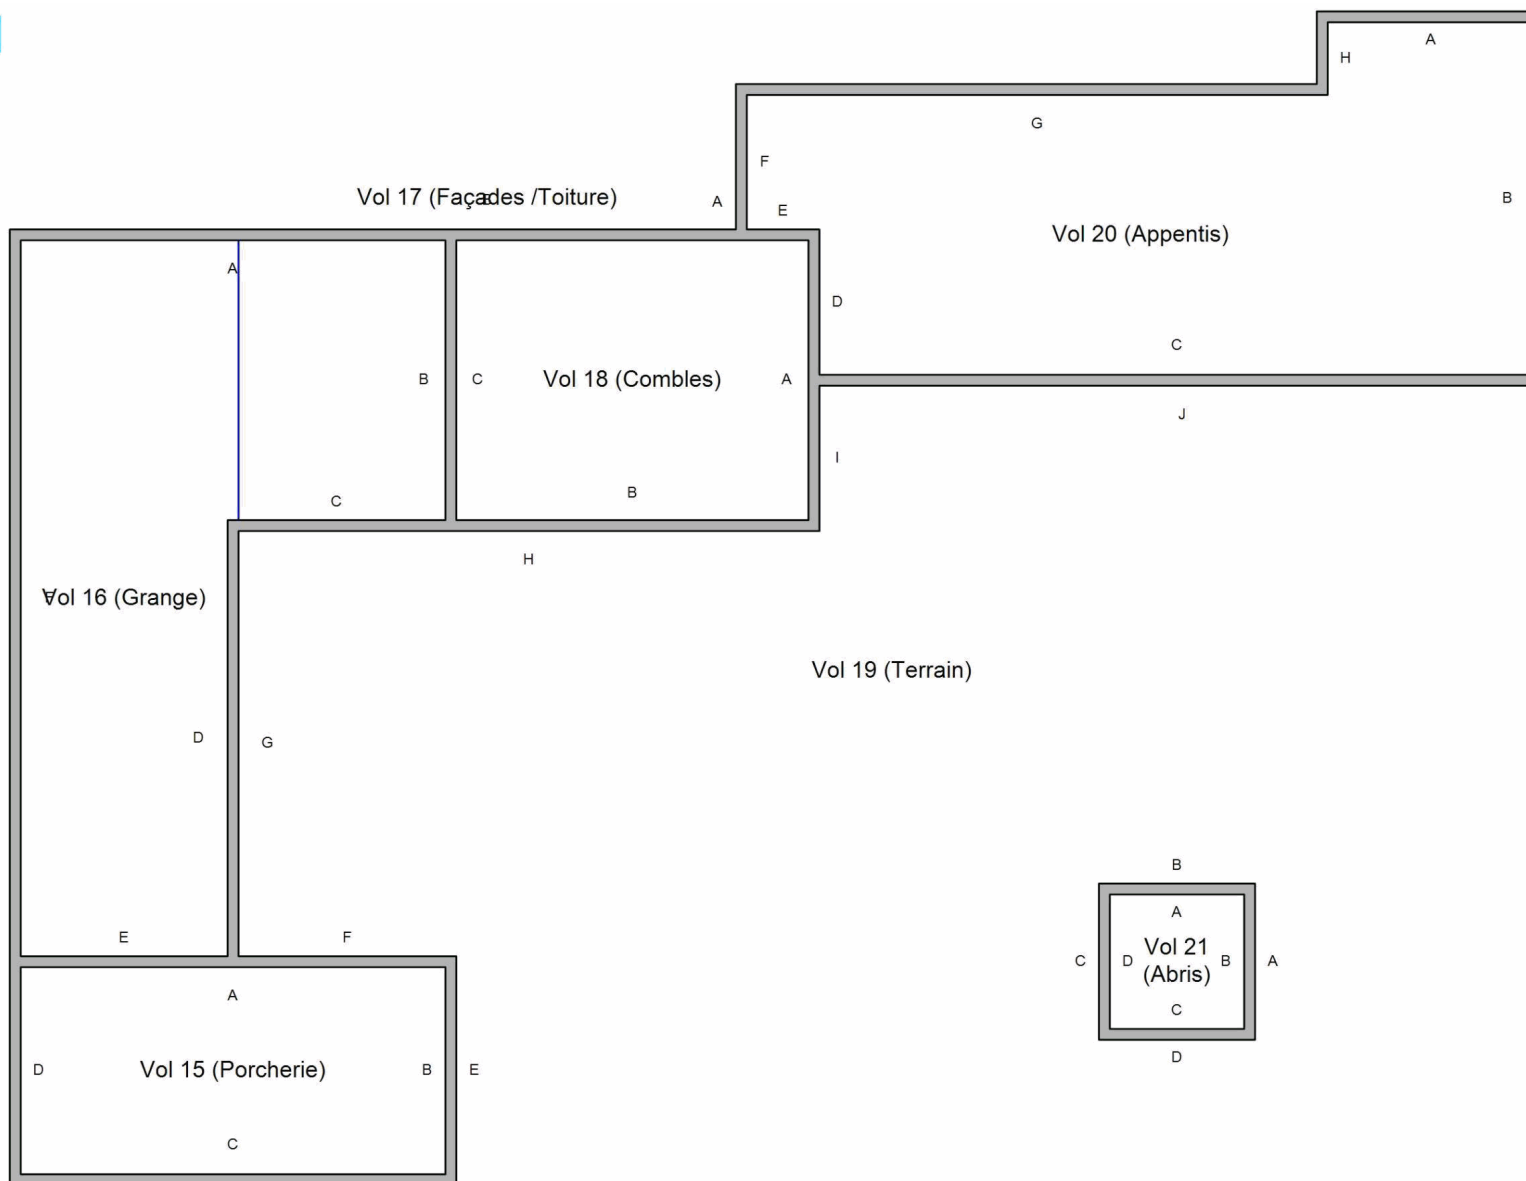 A
H
G
F
Vol 17 (Façades /Toiture)
A
E
B
Vol 20 (Appentis)
A
D
C
B
C
Vol 18 (Combles)
A
J
I
B
C
H
Vol 16 (Grange)
Vol 19 (Terrain)
D
G
B
A
E
F
C
D
Vol 21
(Abris)
B
A
A
C
D
D
Vol 15 (Porcherie)
B
E
C